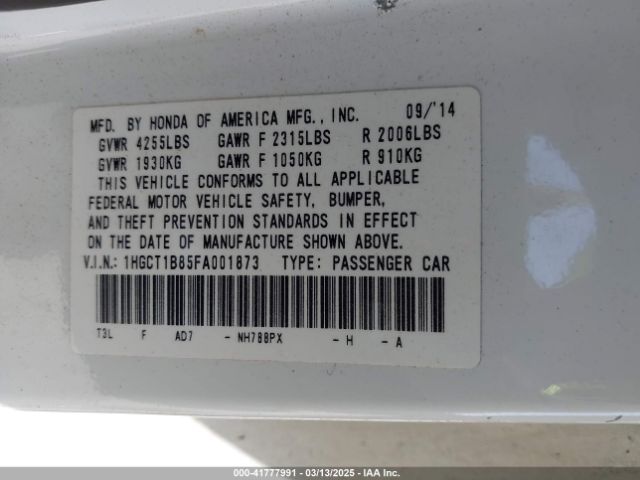 MFD. BY HONDA OF AMERICA MFG., INC. 09/'14
GVWR 4255LBS GAWR F 2315LBS R 2006LBS
GVWR 1930KG GAWR F 1050KG R 910KG
THIS VEHICLE CONFORMS TO ALL APPLICABLE
FEDERAL MOTOR VEHICLE SAFETY, BUMPER,
AND THEFT PREVENTION STANDARDS IN EFFECT
ON THE DATE OF MANUFACTURE SHOWN ABOVE.
V.I.N.: 1HGCT1B85FA001873 TYPE: PASSENGER CAR
T3L F AD7 - NH788PX - H - A
000-41777991 - 03/13/2025 - IAA Inc.